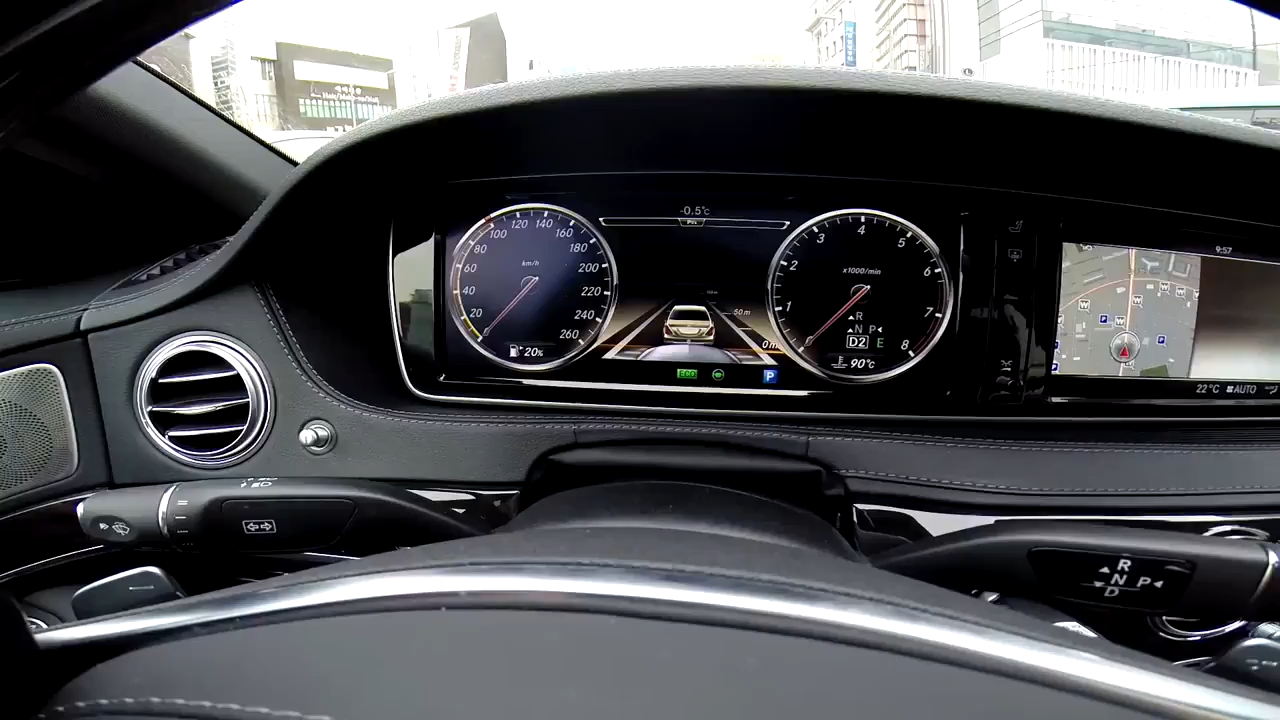 -0.5°c
120
140
100
160
80
180
km/h
60
200
40
220
20
240
260
20%
50 m
0m
ECO
P
4
3
5
2
6
x1000/min
1
7
8
R
N P
D2 E
90°C
9:57
P
P
P
22°C AUTO
R
N P
D